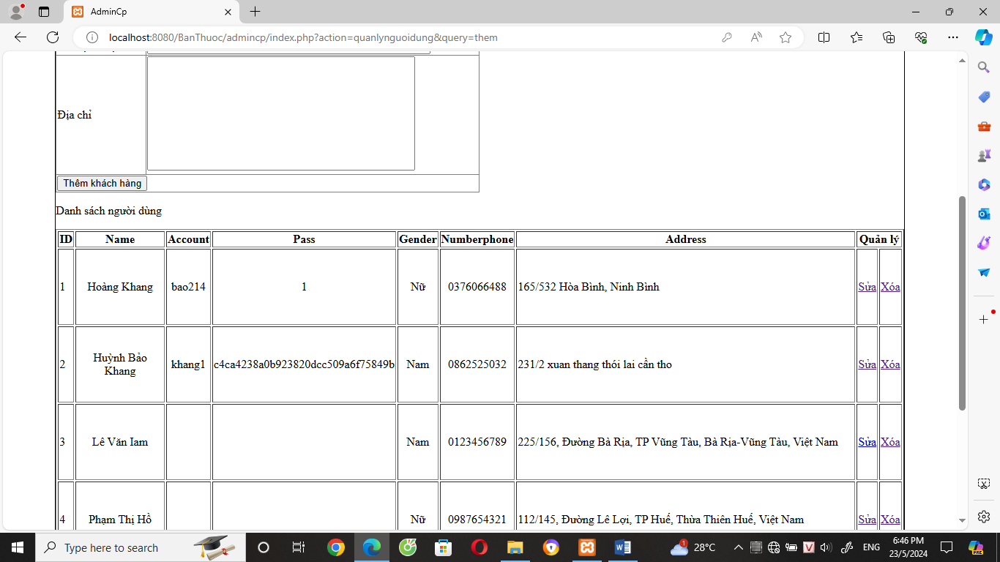 AdminCp
localhost:8080/BanThuoc/admincp/index.php?action=quanlynguoidung&query=them
Địa chỉ
Thêm khách hàng
Danh sách người dùng
ID Name Account Pass Gender Numberphone Address Quản lý
1 Hoàng Khang bao214 1 Nữ 0376066488 165/532 Hòa Bình, Ninh Bình Sửa Xóa
2 Huỳnh Bảo Khang khang1 c4ca4238a0b923820dcc509a6f75849b Nam 0862525032 231/2 xuan thang thói lai cần tho Sửa Xóa
3 Lê Văn Iam Nam 0123456789 225/156, Đường Bà Rịa, TP Vũng Tàu, Bà Rịa-Vũng Tàu, Việt Nam Sửa Xóa
4 Phạm Thị Hồ Nữ 0987654321 112/145, Đường Lê Lợi, TP Huế, Thừa Thiên Huế, Việt Nam Sửa Xóa
Type here to search
1
28°C
V
ENG
6:46 PM
23/5/2024
PRE